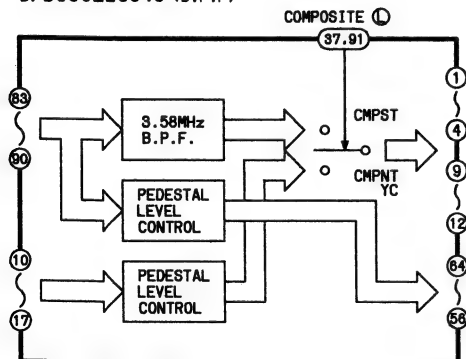 COMPOSITE Ⓛ
37.91
83
90
3.58MHz
B.P.F.
CMPST
CMPNT
YC
1
4
9
12
PEDESTAL
LEVEL
CONTROL
64
56
10
17
PEDESTAL
LEVEL
CONTROL